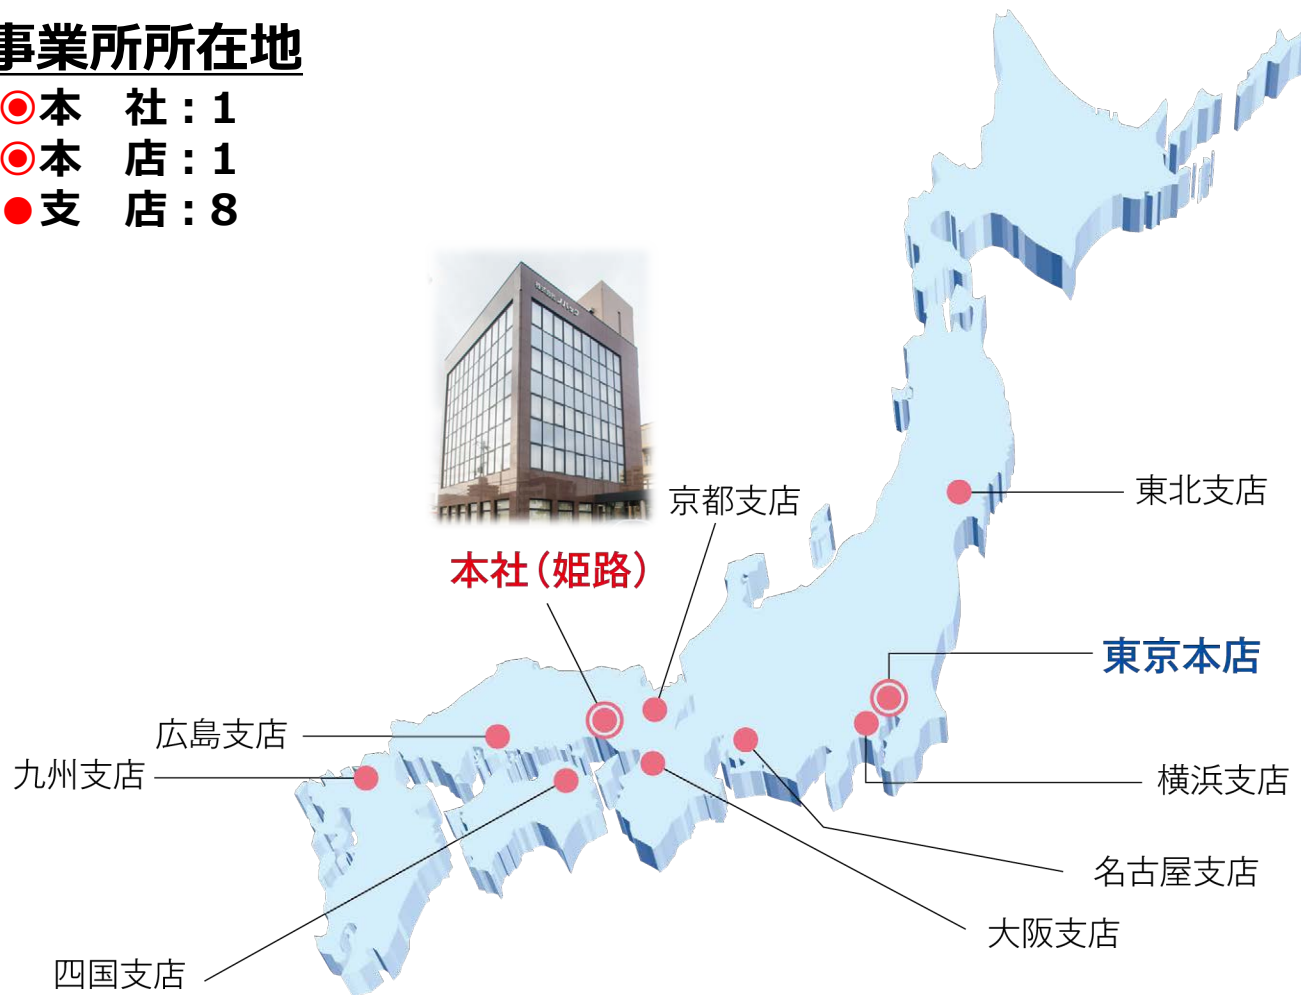 事業所所在地
本　社：1
本　店：1
支　店：8
京都支店
東北支店
本社（姫路）
東京本店
広島支店
九州支店
横浜支店
名古屋支店
大阪支店
四国支店